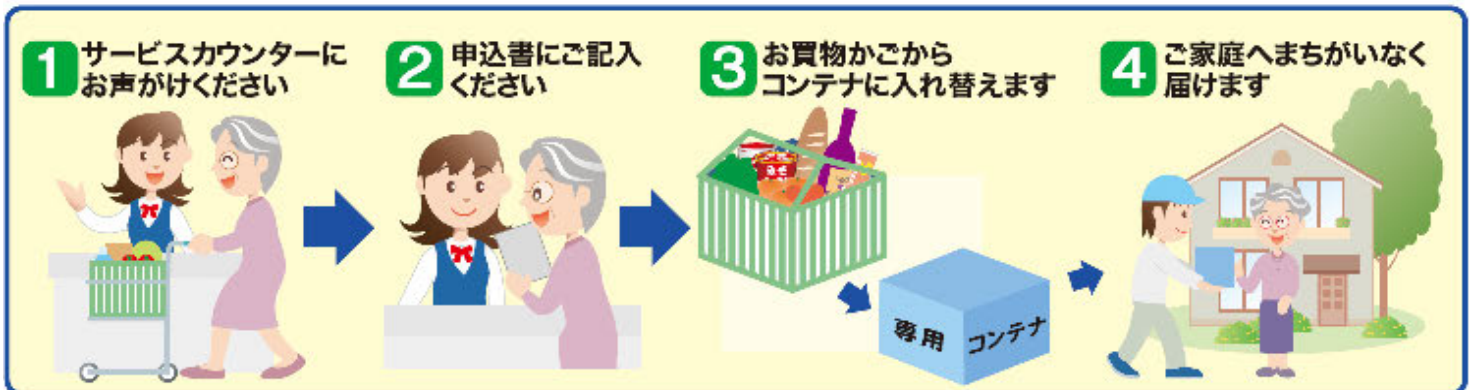 1 サービスカウンターに
お声がけください
2 申込書にご記入
ください
3 お買物かごから
コンテナに入れ替えます
4 ご家庭へまちがいなく
届けます
専用 コンテナ